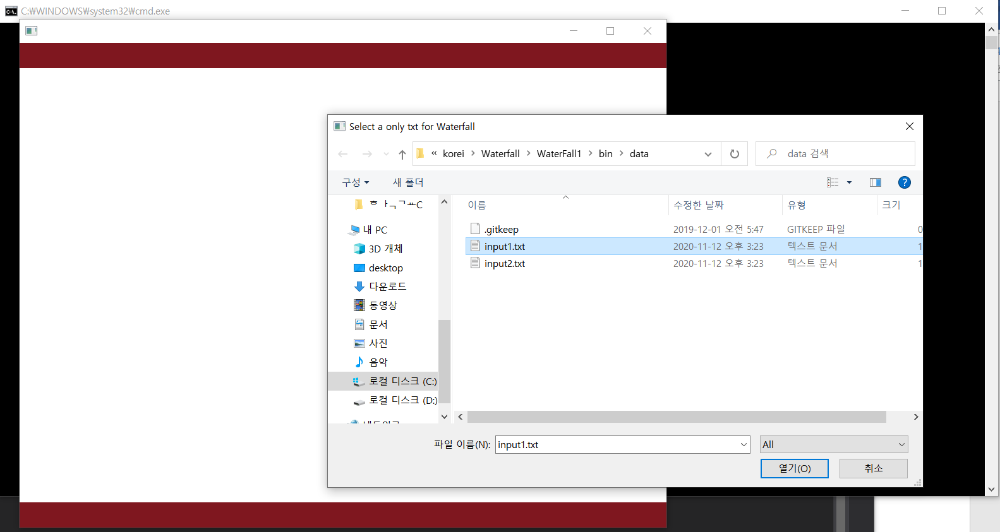 C:₩WINDOWS₩system32₩cmd.exe
Select a only txt for Waterfall
« korei > Waterfall > WaterFall1 > bin > data
data 검색
구성
새 폴더
ㅎ ㅏㄱㄱㅛC
내 PC
3D 개체
desktop
다운로드
동영상
문서
사진
음악
로컬 디스크 (C:)
로컬 디스크 (D:)
이름 수정한 날짜 유형 크기
.gitkeep 2019-12-01 오전 5:47 GITKEEP 파일 0
input1.txt 2020-11-12 오후 3:23 텍스트 문서 1
input2.txt 2020-11-12 오후 3:23 텍스트 문서 1
파일 이름(N): input1.txt
All
열기(O)
취소